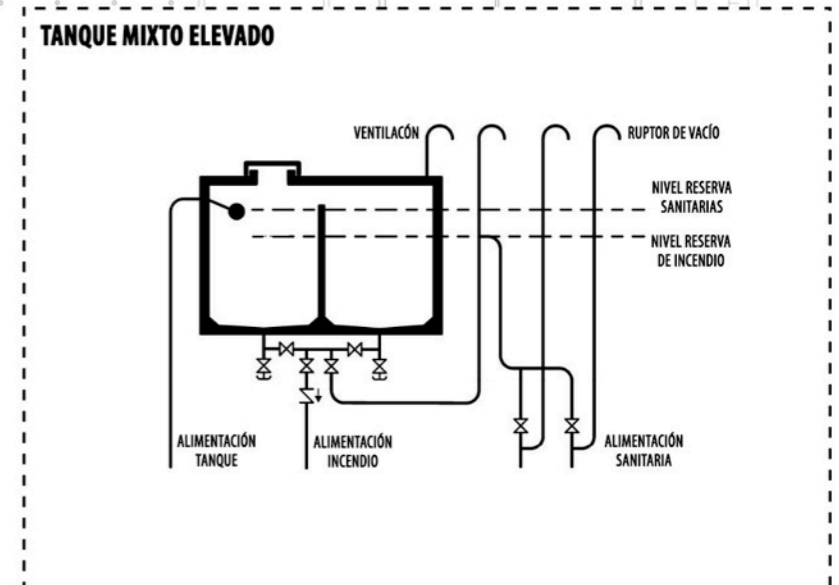 TANQUE MIXTO ELEVADO
VENTILACÓN
RUPTOR DE VACÍO
NIVEL RESERVA
SANITARIAS
NIVEL RESERVA
DE INCENDIO
ALIMENTACIÓN
TANQUE
ALIMENTACIÓN
INCENDIO
ALIMENTACIÓN
SANITARIA